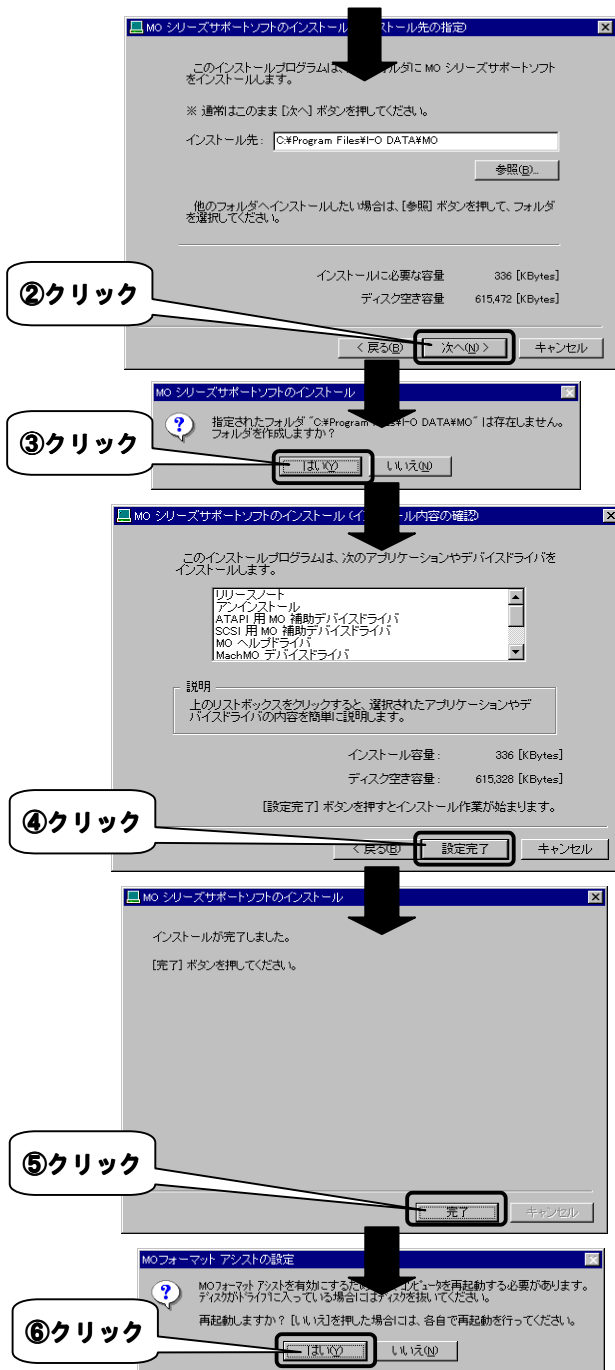 MO シリーズサポートソフトのインストール ストール先の指定)
このインストールプログラムは、 ルダに MO シリーズサポートソフト
をインストールします。
※ 通常はこのまま [次へ] ボタンを押してください。
インストール先: C:¥Program Files¥I-O DATA¥MO
参照(B)...
他のフォルダへインストールしたい場合は、[参照] ボタンを押して、フォルダ
を選択してください。
インストールに必要な容量 336 [KBytes]
ディスク空き容量 615,472 [KBytes]
②クリック
< 戻る(B) 次へ(N) > キャンセル
MO シリーズサポートソフトのインストール
指定されたフォルダ "C:¥Program Files¥I-O DATA¥MO" は存在しません。
フォルダを作成しますか?
③クリック
はい(Y) いいえ(N)
MO シリーズサポートソフトのインストール (イ ール内容の確認)
このインストールプログラムは、次のアプリケーションやデバイスドライバを
インストールします。
リリースノート
アンインストール
ATAPI 用 MO 補助デバイスドライバ
SCSI 用 MO 補助デバイスドライバ
MO ヘルプドライバ
MachMO デバイスドライバ
説明
上のリストボックスをクリックすると、選択されたアプリケーションやデ
バイスドライバの内容を簡単に説明します。
インストール容量: 336 [KBytes]
ディスク空き容量: 615,328 [KBytes]
[設定完了] ボタンを押すとインストール作業が始まります。
④クリック
< 戻る(B) 設定完了 キャンセル
MO シリーズサポートソフトのインストール
インストールが完了しました。
[完了] ボタンを押してください。
⑤クリック
完了 キャンセル
MOフォーマット アシストの設定
MOフォーマット アシストを有効にするた コンピュータを再起動する必要があります。
ディスクがドライブに入っている場合にはディスクを抜いてください。
再起動しますか? [いいえ]を押した場合には、各自で再起動を行ってください。
⑥クリック
はい(Y) いいえ(N)